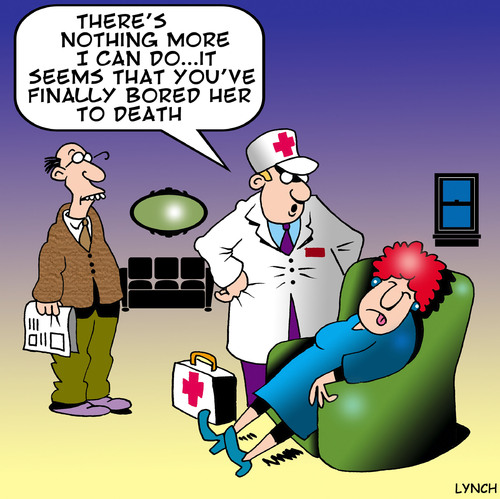 THERE'S
NOTHING MORE
I CAN DO...IT
SEEMS THAT YOU'VE
FINALLY BORED HER
TO DEATH
LYNCH